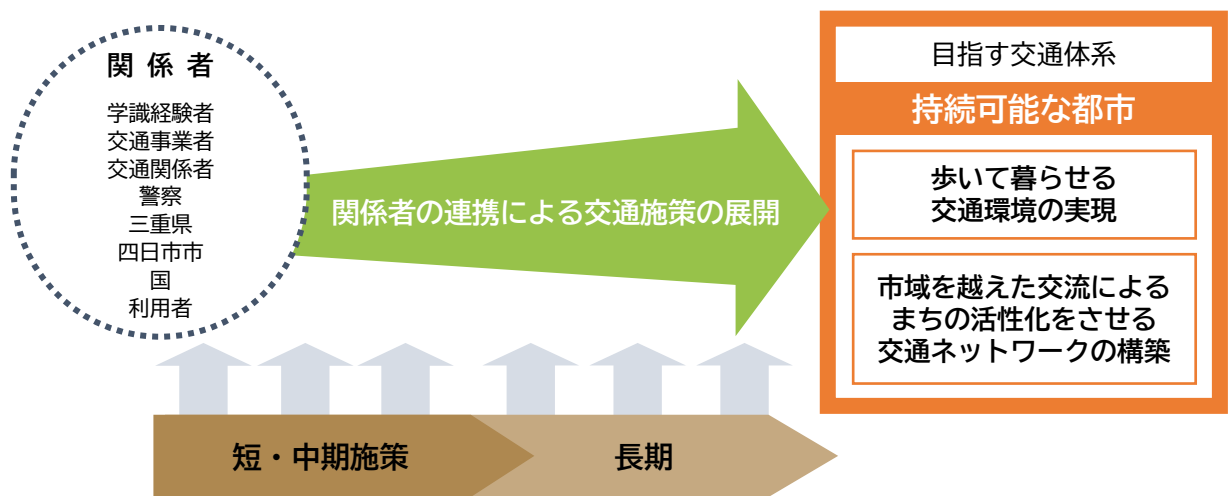 関係者
学識経験者
交通事業者
交通関係者
警察
三重県
四日市市
国
利用者
関係者の連携による交通施策の展開
目指す交通体系
持続可能な都市
歩いて暮らせる
交通環境の実現
市域を越えた交流による
まちの活性化をさせる
交通ネットワークの構築
短・中期施策
長期